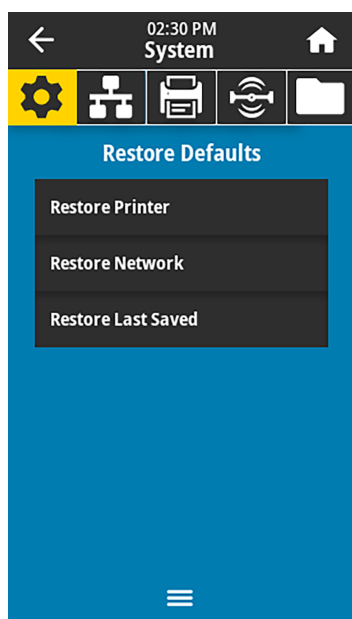 02:30 PM
System
Restore Defaults
Restore Printer
Restore Network
Restore Last Saved